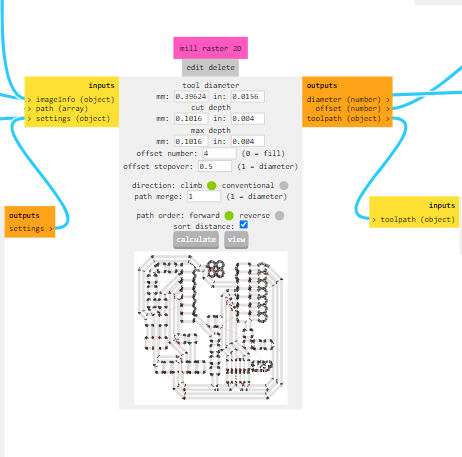 mill raster 2D
edit delete
inputs
imageInfo (object)
path (array)
settings (object)
tool diameter
mm: 0.39624 in: 0.0156
cut depth
mm: 0.1016 in: 0.004
max depth
mm: 0.1016 in: 0.004
offset number: 4 (0 = fill)
offset stepover: 0.5 (1 = diameter)
direction: climb conventional
path merge: 1 (1 = diameter)
path order: forward reverse
sort distance:
calculate view
outputs
diameter (number)
offset (number)
toolpath (object)
outputs
settings
inputs
toolpath (object)